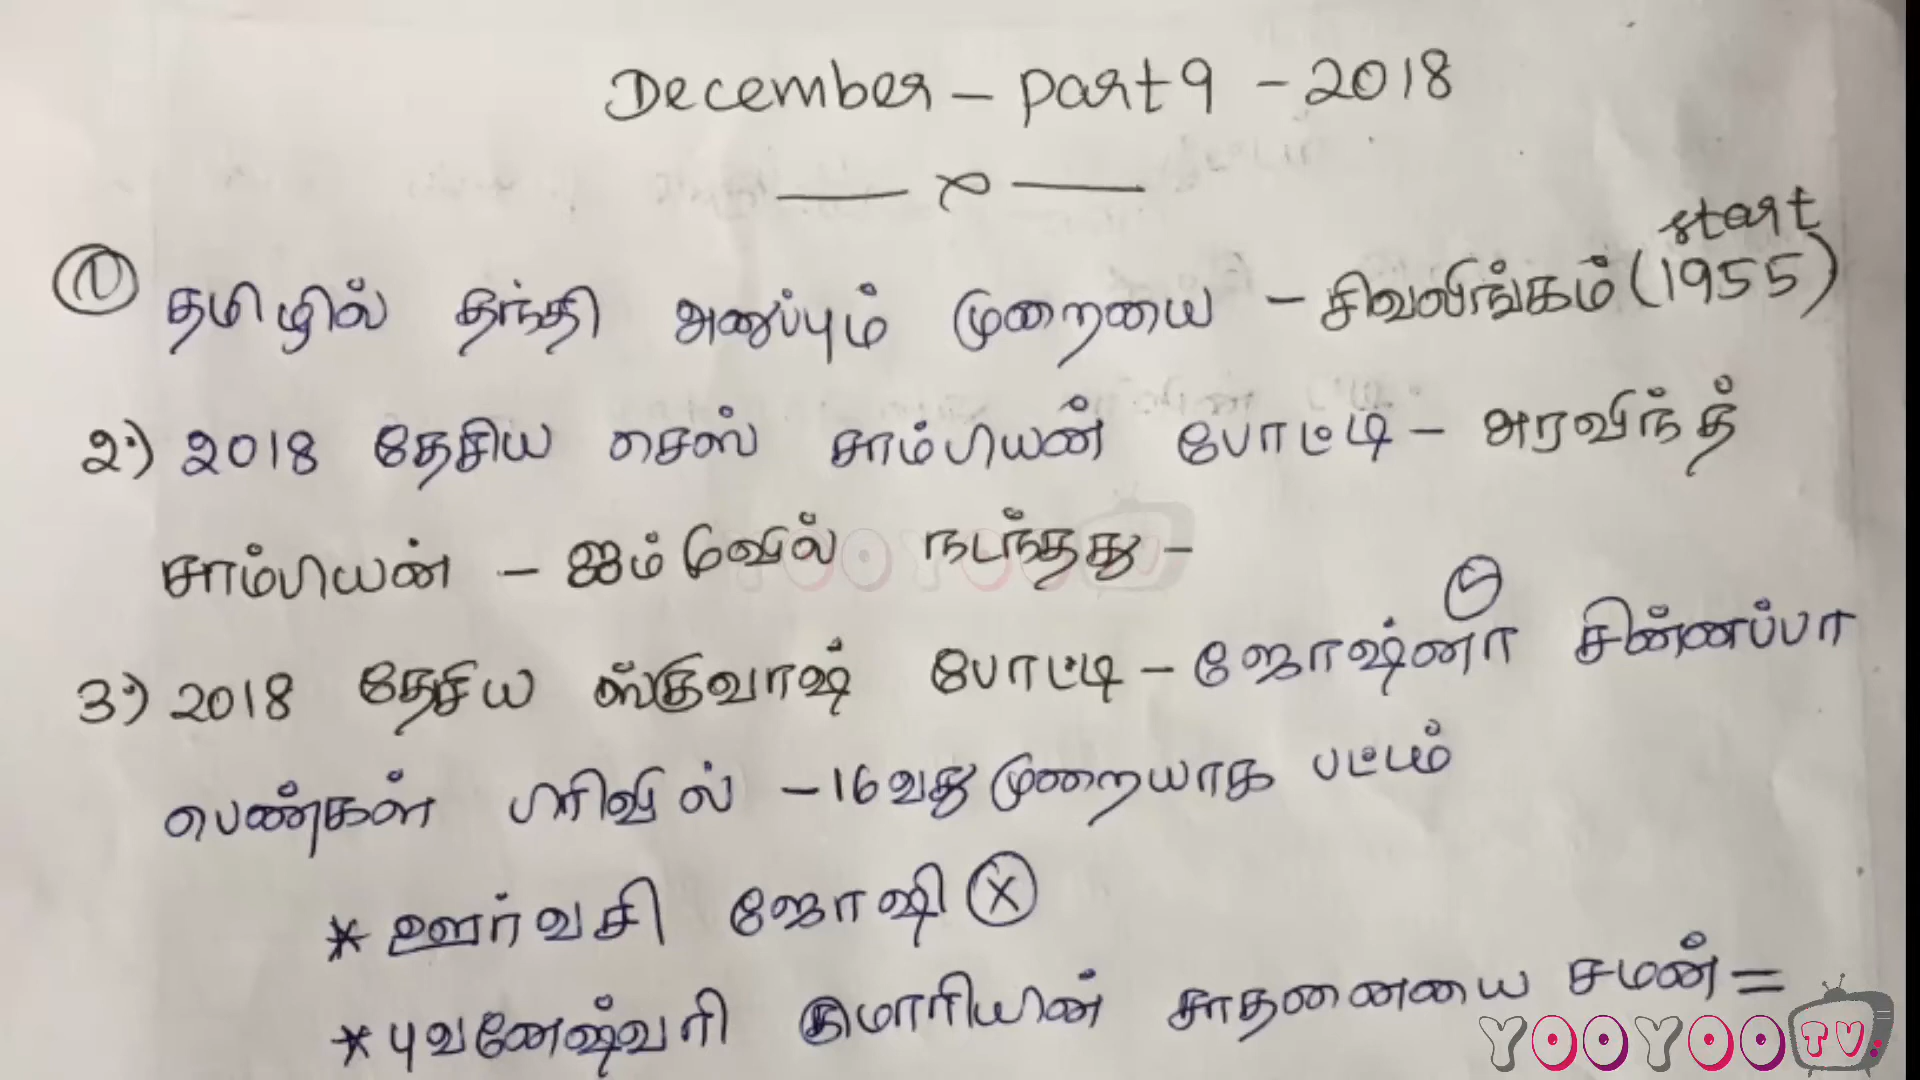 December - part 9 - 2018
start
① தமிழில் தந்தி அனுப்பும் முறையை - சிவலிங்கம் (1955)
2) 2018 தேசிய செஸ் சாம்பியன் போட்டி - அரவிந்த்
சாம்பியன் - ஜம்முவில் நடந்தது -
3) 2018 தேசிய ஸ்குவாஷ் போட்டி - ஜோஷ்னா சின்னப்பா
பெண்கள் பிரிவில் - 16வது முறையாக பட்டம்
* ஊர்வசி ஜோஷி X
* புவனேஷ்வரி குமாரியின் சாதனையை சமன் =
YOOYOO TV